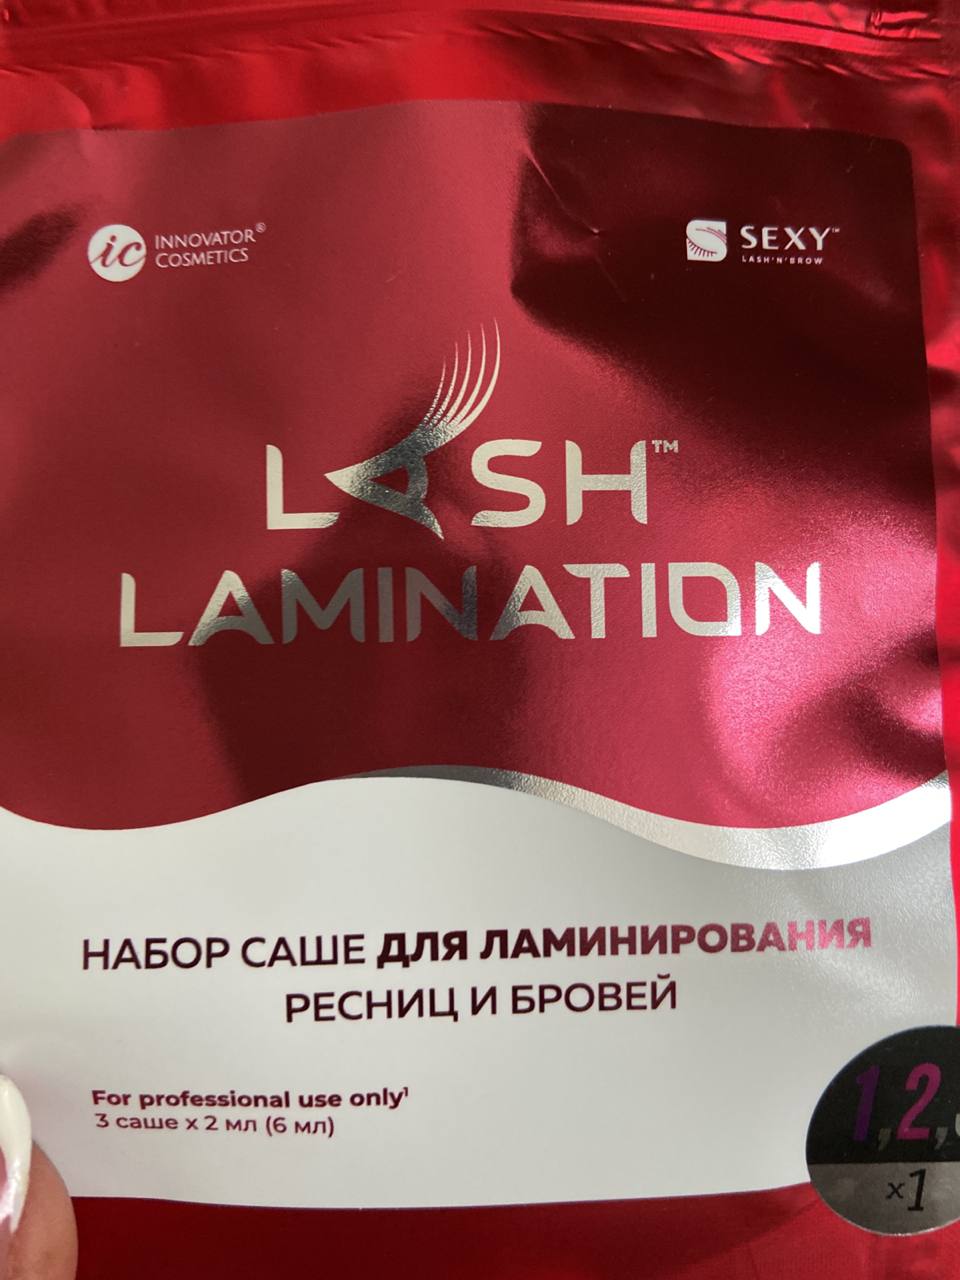 ic INNOVATOR®
COSMETICS
SEXY™
LASH'N'BROW
LASH™
LAMINATION
НАБОР САШЕ ДЛЯ ЛАМИНИРОВАНИЯ
РЕСНИЦ И БРОВЕЙ
For professional use only¹
3 саше x 2 мл (6 мл)
1,2,
x1